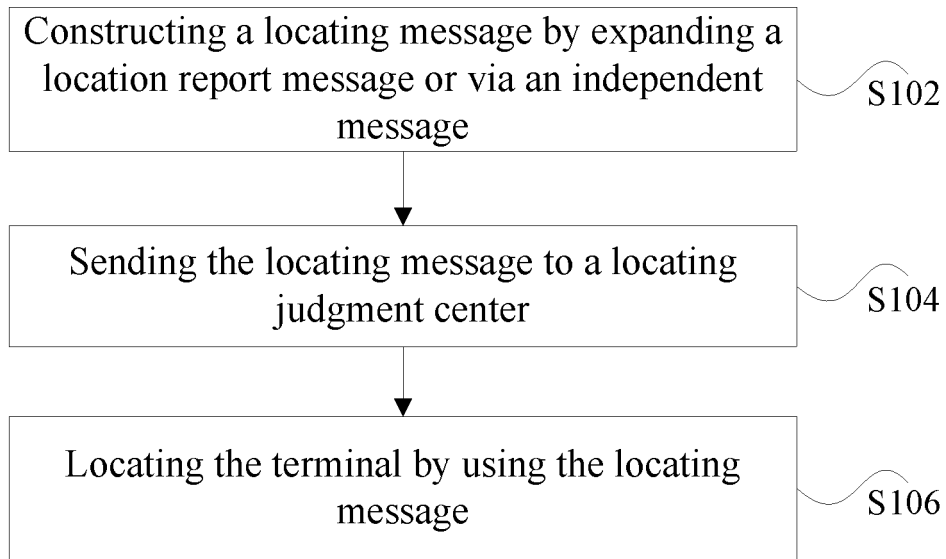 Constructing a locating message by expanding a
location report message or via an independent
message
S102
Sending the locating message to a locating
judgment center
S104
Locating the terminal by using the locating
message
S106